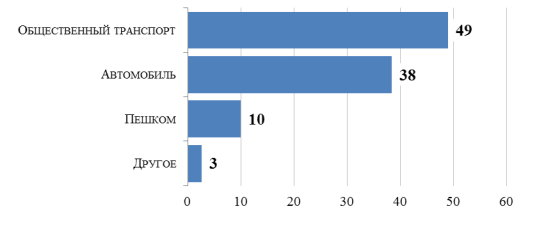 Общественный транспорт 49
Автомобиль 38
Пешком 10
Другое 3
0 10 20 30 40 50 60